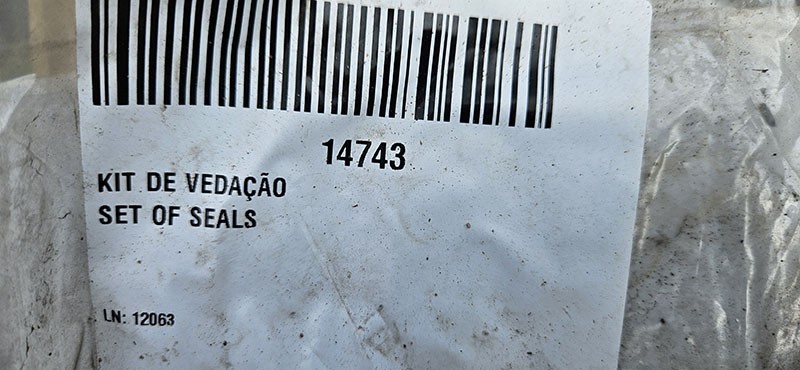 14743
KIT DE VEDAÇÃO
SET OF SEALS
LN: 12063